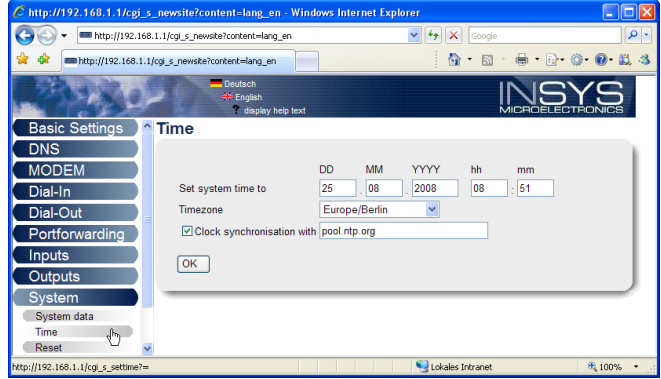 http://192.168.1.1/cgi_s_newsite?content=lang_en - Windows Internet Explorer
http://192.168.1.1/cgi_s_newsite?content=lang_en
Google
http://192.168.1.1/cgi_s_newsite?content=lang_en
Deutsch
English
? display help text
INSYS
MICROELECTRONICS
Basic Settings
DNS
MODEM
Dial-In
Dial-Out
Portforwarding
Inputs
Outputs
System
System data
Time
Reset
Time
DD MM YYYY hh mm
Set system time to 25 . 08 . 2008 08 : 51
Timezone Europe/Berlin
Clock synchronisation with pool.ntp.org
OK
http://192.168.1.1/cgi_s_settime?=
Lokales Intranet
100%